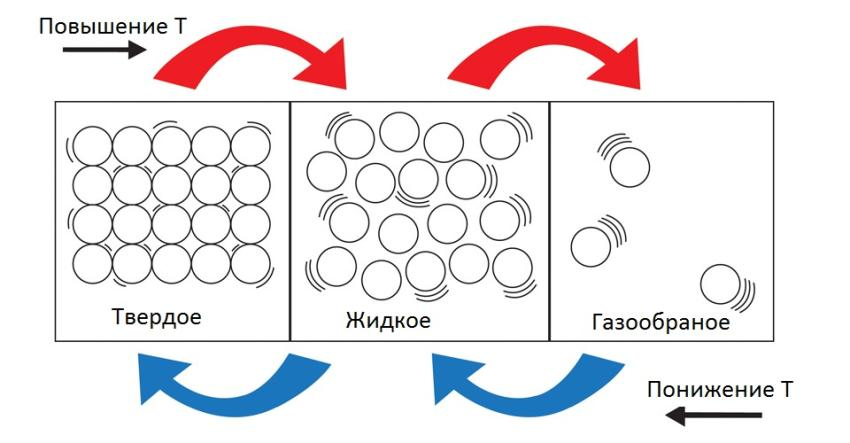 Повышение Т
Твердое
Жидкое
Газообраное
Понижение Т